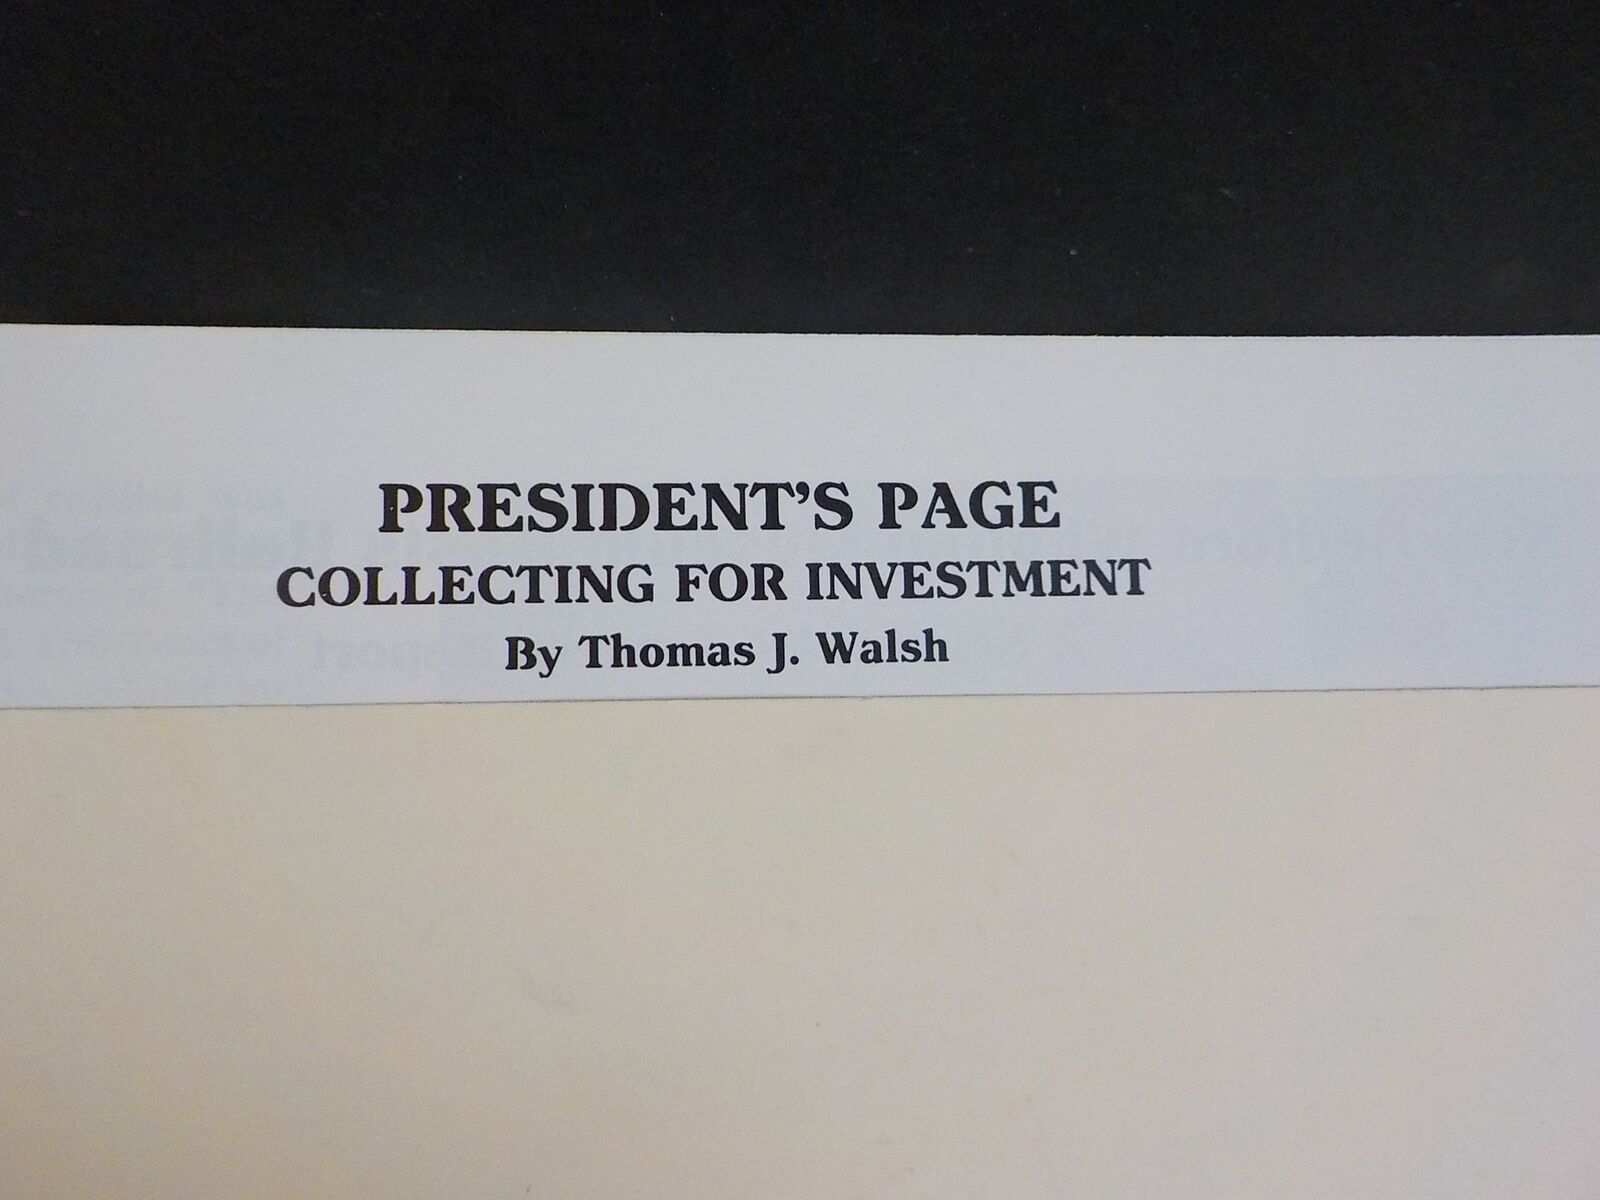 PRESIDENT'S PAGE
COLLECTING FOR INVESTMENT
By Thomas J. Walsh